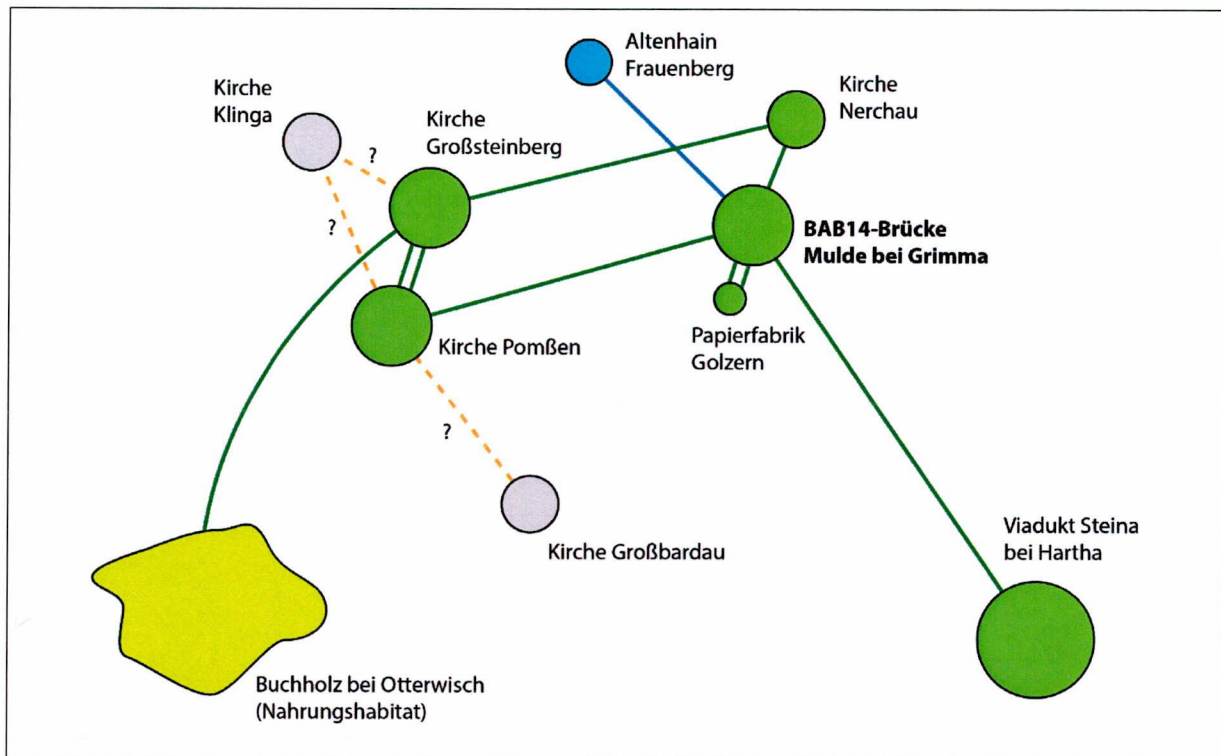 Altenhain
Frauenberg
Kirche
Klinga
Kirche
Nerchau
Kirche
Großsteinberg
?
?
BAB14-Brücke
Mulde bei Grimma
Kirche Pomßen
Papierfabrik
Golzern
?
Kirche Großbardau
Viadukt Steina
bei Hartha
Buchholz bei Otterwisch
(Nahrungshabitat)